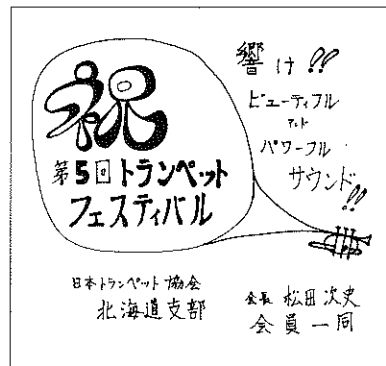 祝
第5回トランペット
フェスティバル
響け!!
ビューティフル
アンド
パワーフル
サウンド!!
日本トランペット協会
北海道支部
会長 松田次史
会員一同